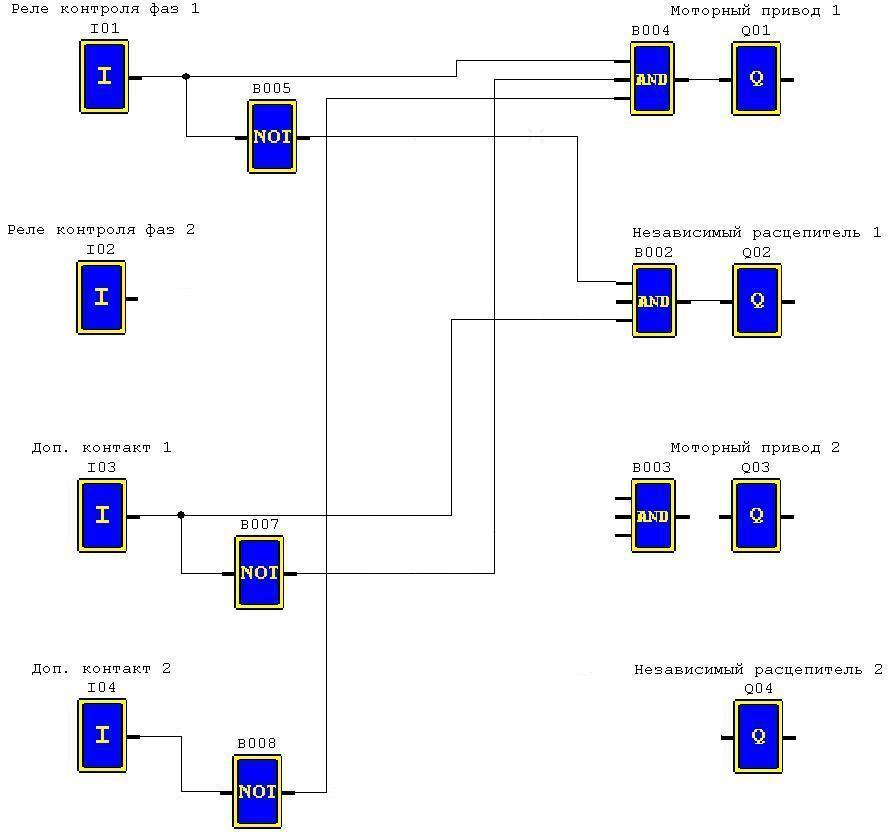 Реле контроля фаз 1
I01
I
Моторный привод 1
B004
AND
Q01
Q
B005
NOT
Реле контроля фаз 2
I02
I
Независимый расцепитель 1
B002
AND
Q02
Q
Доп. контакт 1
I03
I
Моторный привод 2
B003
AND
Q03
Q
B007
NOT
Доп. контакт 2
I04
I
Независимый расцепитель 2
Q04
Q
B008
NOT